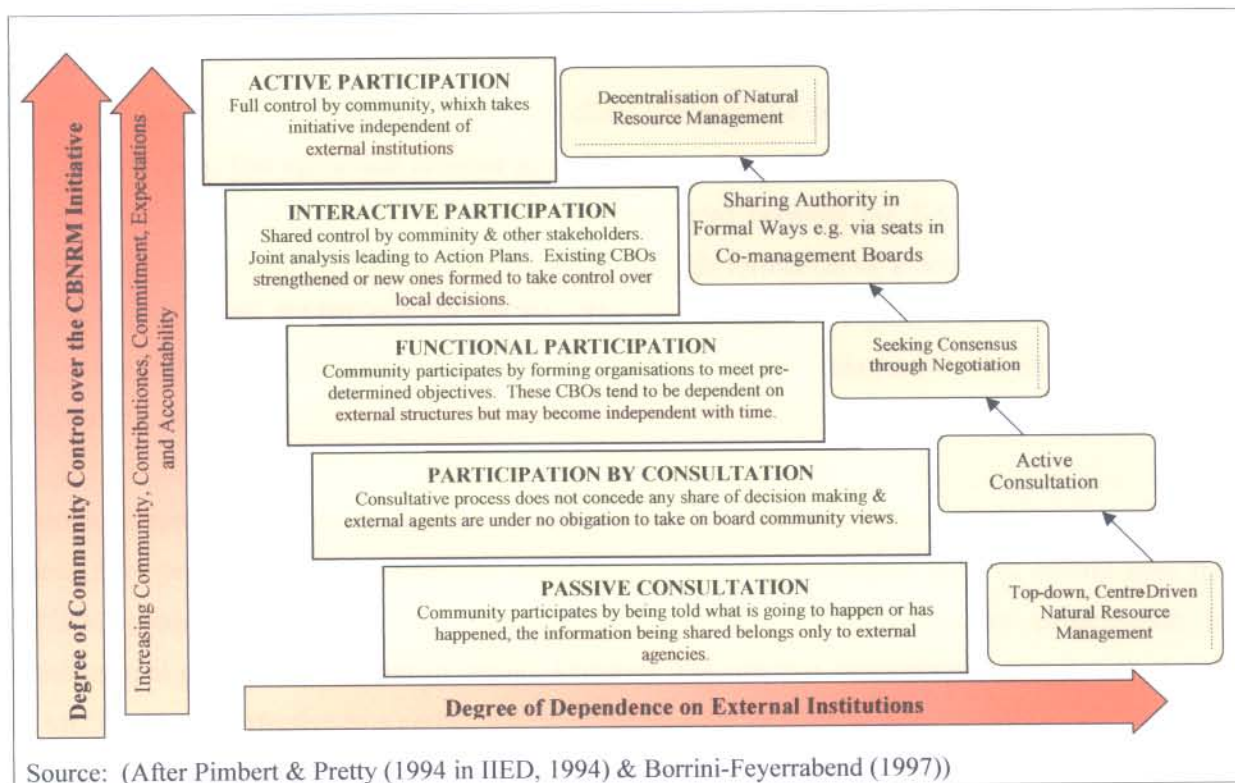 Degree of Community Control over the CBNRM Initiative
Increasing Community, Contributiones, Commitment, Expectations
and Accountability
ACTIVE PARTICIPATION
Full control by community, whixh takes
initiative independent of
external institutions
Decentralisation of Natural
Resource Management
INTERACTIVE PARTICIPATION
Shared control by comminity & other stakeholders.
Joint analysis leading to Action Plans. Existing CBOs
strengthened or new ones formed to take control over
local decisions.
Sharing Authority in
Formal Ways e.g. via seats in
Co-management Boards
FUNCTIONAL PARTICIPATION
Community participates by forming organisations to meet pre-
determined objectives. These CBOs tend to be dependent on
external structures but may become independent with time.
Seeking Consensus
through Negotiation
PARTICIPATION BY CONSULTATION
Consultative process does not concede any share of decision making &
external agents are under no obigation to take on board community views.
Active
Consultation
PASSIVE CONSULTATION
Community participates by being told what is going to happen or has
happened, the information being shared belongs only to external
agencies.
Top-down, Centre-Driven
Natural Resource
Management
Degree of Dependence on External Institutions
Source: (After Pimbert & Pretty (1994 in IIED, 1994) & Borrini-Feyerrabend (1997))